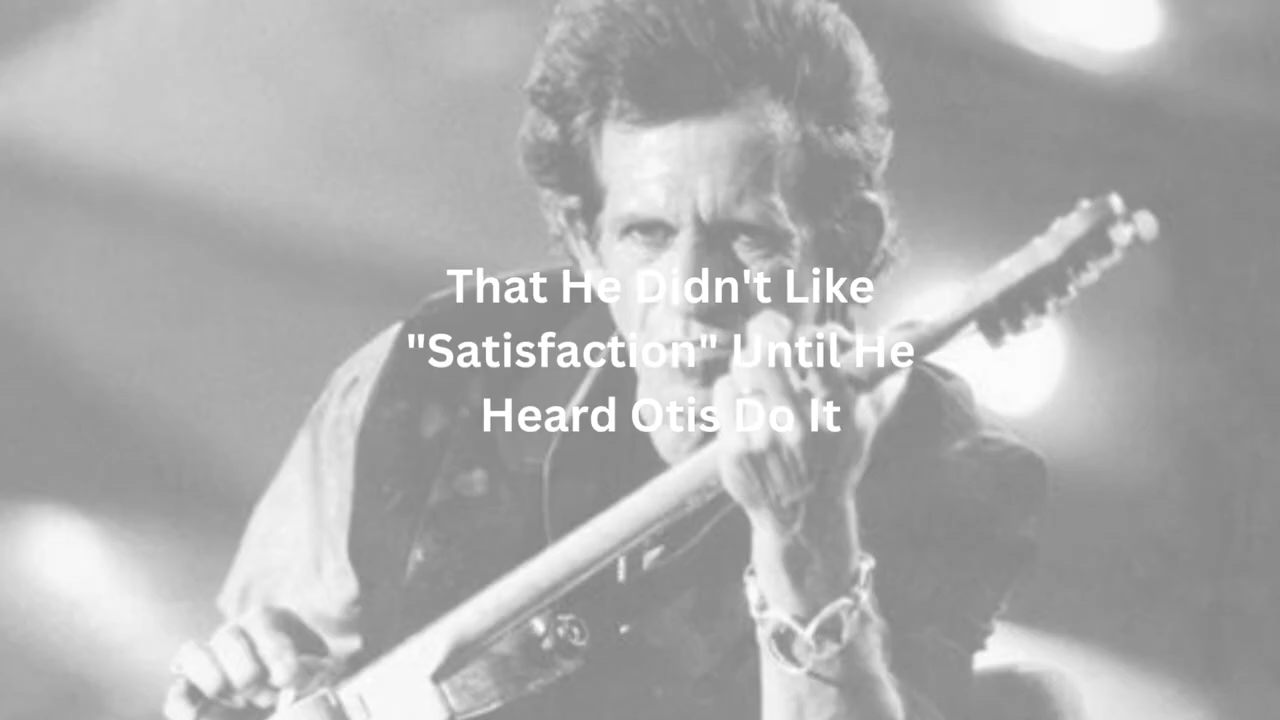 That He Didn't Like
"Satisfaction" Until He
Heard Otis Do It